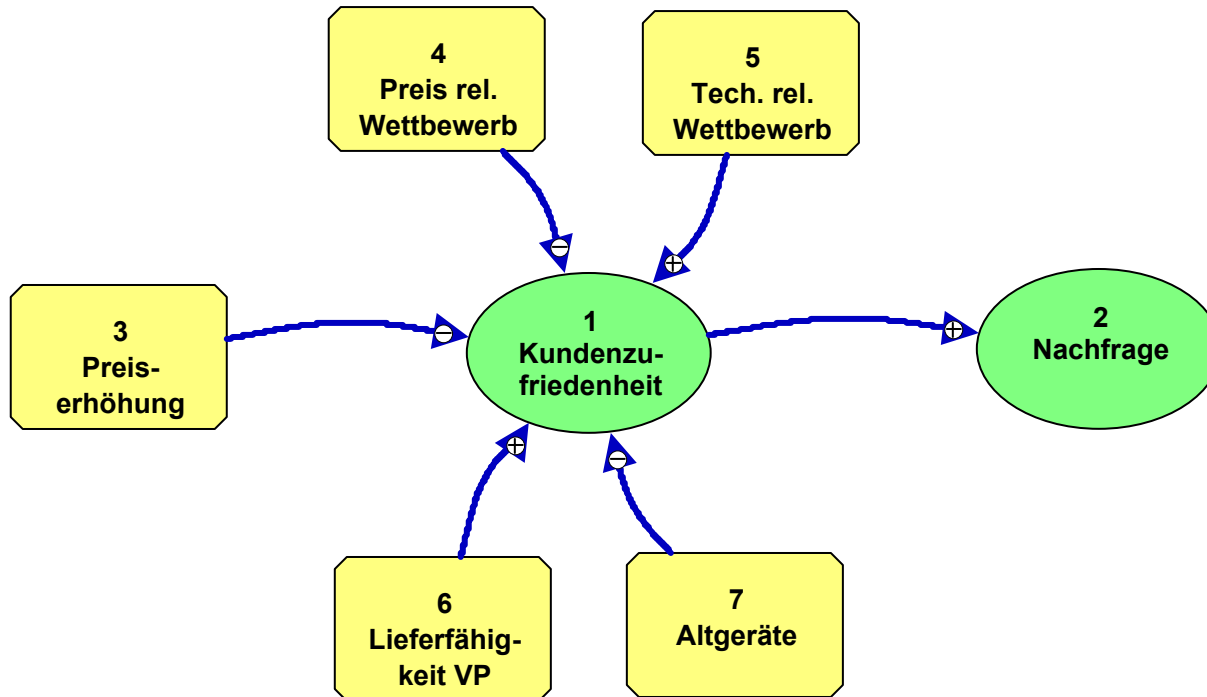 4
Preis rel.
Wettbewerb
5
Tech. rel.
Wettbewerb
3
Preis-
erhöhung
1
Kundenzu-
friedenheit
2
Nachfrage
6
Lieferfähig-
keit VP
7
Altgeräte